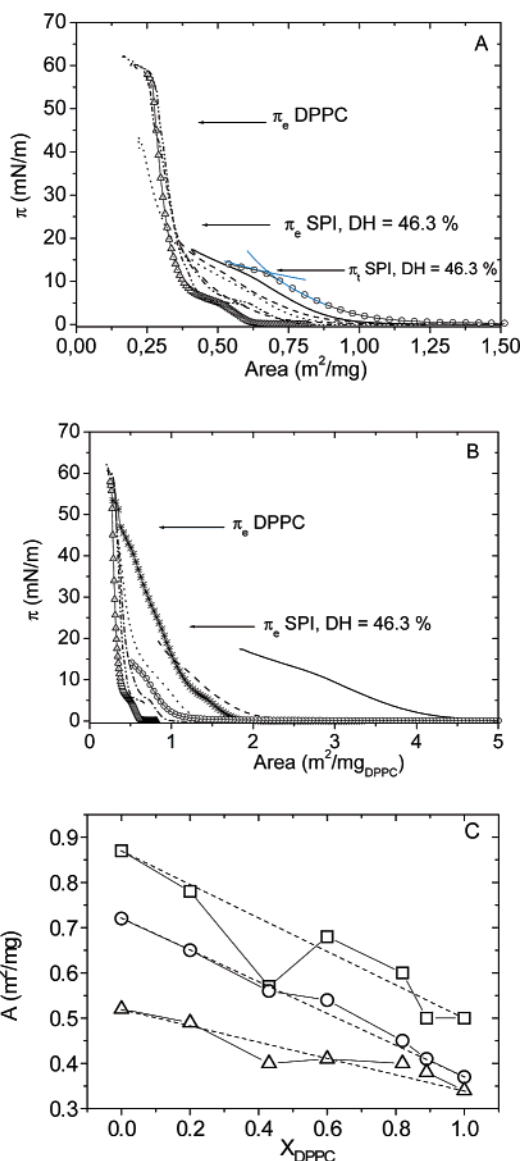 A
70
60
50
40
30
20
10
0
π (mN/m)
πe DPPC
πe SPI, DH = 46.3 %
πt SPI, DH = 46.3 %
0,00 0,25 0,50 0,75 1,00 1,25 1,50
Area (m²/mg)
B
70
60
50
40
30
20
10
0
π (mN/m)
πe DPPC
πe SPI, DH = 46.3 %
0 1 2 3 4 5
Area (m²/mgDPPC)
C
0.9
0.8
0.7
0.6
0.5
0.4
0.3
A (m²/mg)
0.0 0.2 0.4 0.6 0.8 1.0
XDPPC